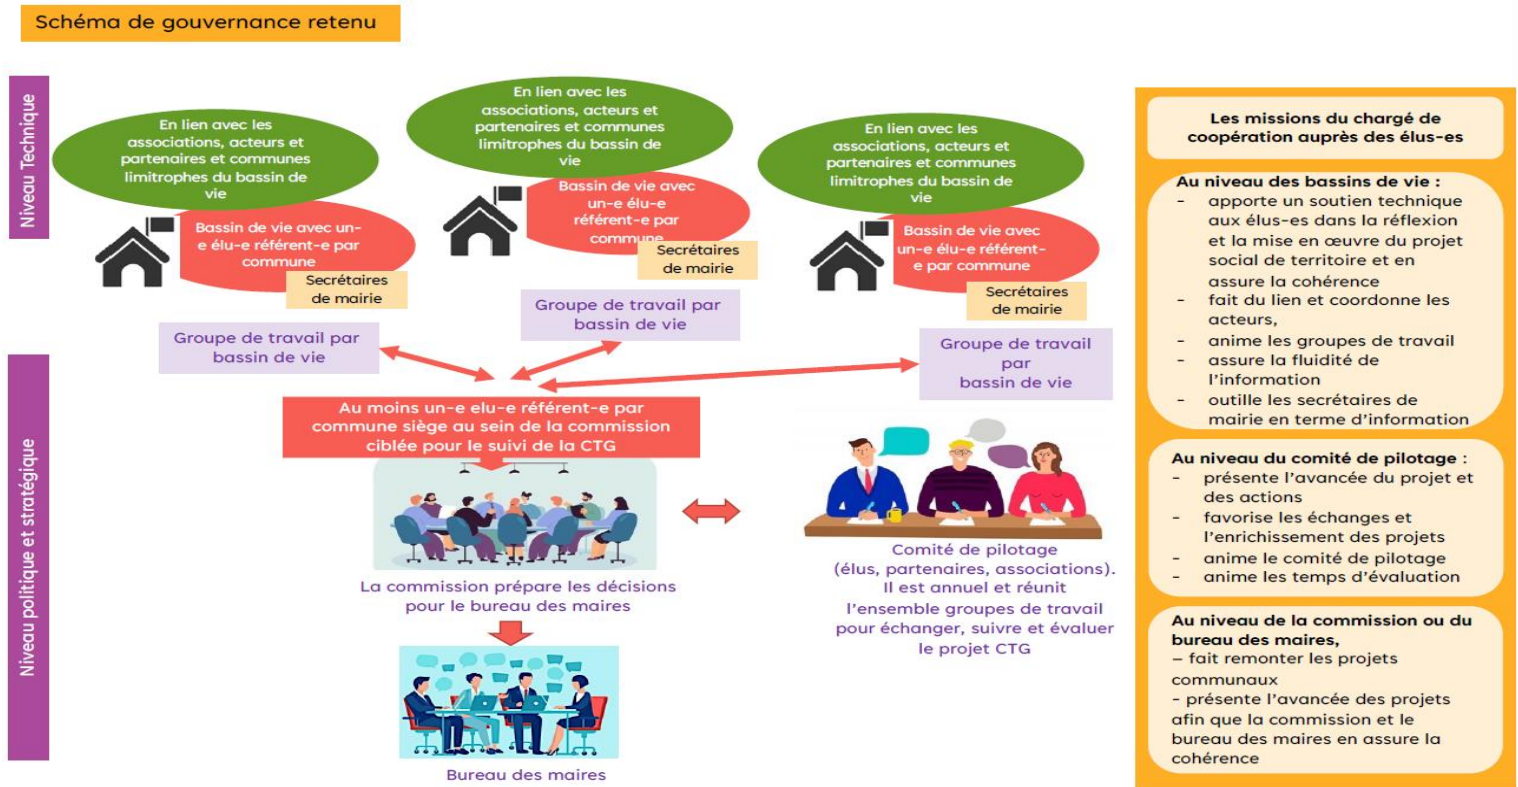 Schéma de gouvernance retenu
Niveau Technique
En lien avec les
associations, acteurs et
partenaires et communes
limitrophes du bassin de
vie
Bassin de vie avec un-
e élu-e référent-e par
commune
Secrétaires
de mairie
Groupe de travail par
bassin de vie
En lien avec les
associations, acteurs et
partenaires et communes
limitrophes du bassin de
vie
Bassin de vie avec
un-e élu-e
référent-e par
commune
Secrétaires
de mairie
Groupe de travail par
bassin de vie
En lien avec les
associations, acteurs et
partenaires et communes
limitrophes du bassin de
vie
Bassin de vie avec
un-e élu-e référent-
e par commune
Secrétaires
de mairie
Groupe de travail
par
bassin de vie
Niveau politique et stratégique
Au moins un-e elu-e référent-e par
commune siège au sein de la commission
ciblée pour le suivi de la CTG
La commission prépare les décisions
pour le bureau des maires
Bureau des maires
Comité de pilotage
(élus, partenaires, associations).
Il est annuel et réunit
l'ensemble groupes de travail
pour échanger, suivre et évaluer
le projet CTG
Les missions du chargé de
coopération auprès des élus-es
Au niveau des bassins de vie :
- apporte un soutien technique
aux élus-es dans la réflexion
et la mise en œuvre du projet
social de territoire et en
assure la cohérence
- fait du lien et coordonne les
acteurs,
- anime les groupes de travail
- assure la fluidité de
l'information
- outille les secrétaires de
mairie en terme d'information
Au niveau du comité de pilotage :
- présente l'avancée du projet et
des actions
- favorise les échanges et
l'enrichissement des projets
- anime le comité de pilotage
- anime les temps d'évaluation
Au niveau de la commission ou du
bureau des maires,
– fait remonter les projets
communaux
- présente l'avancée des projets
afin que la commission et le
bureau des maires en assure la
cohérence